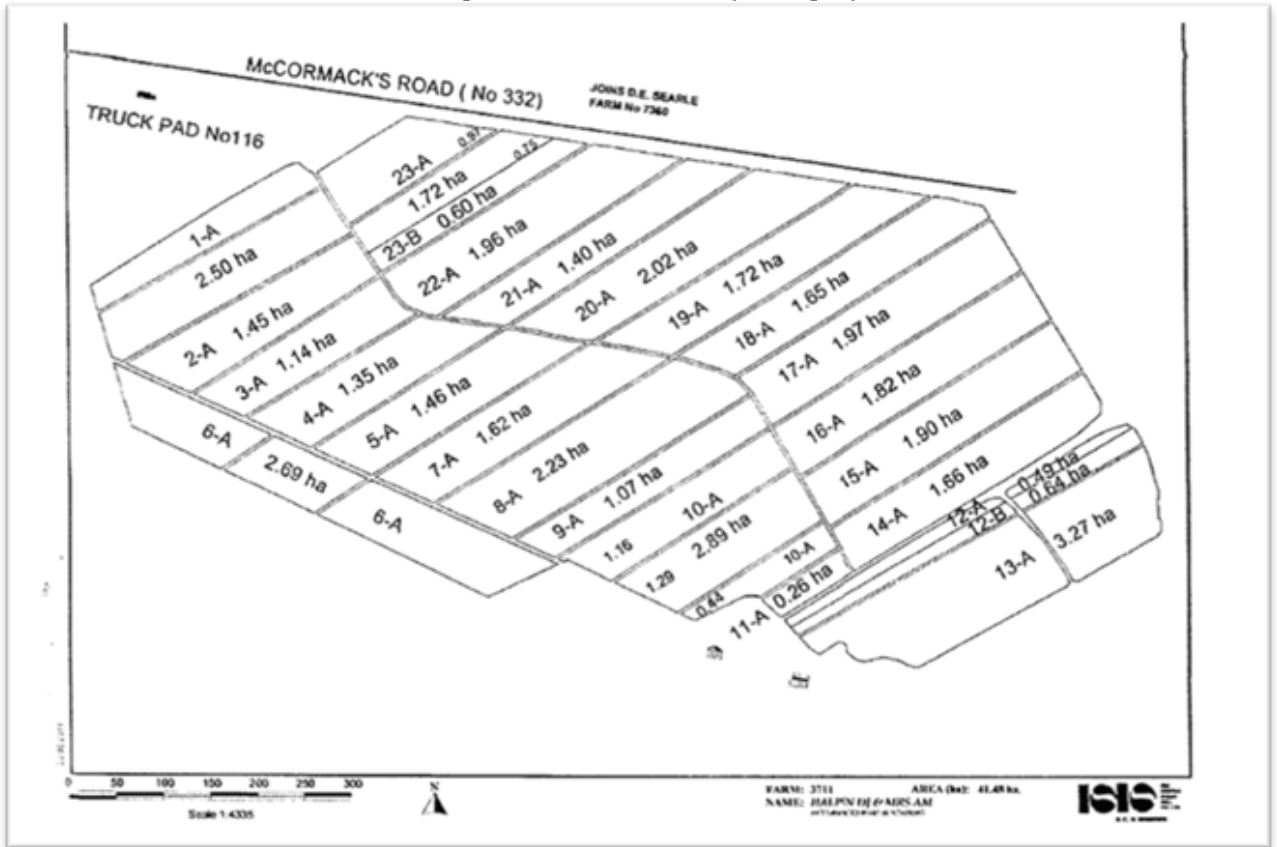 McCORMACK'S ROAD ( No 332)
JOINS D.E. SEARLE
FARM No 7360
TRUCK PAD No116
23-A 0.97
1.72 ha 0.75
23-B 0.60 ha
1-A
2.50 ha
22-A 1.96 ha
21-A 1.40 ha
20-A 2.02 ha
19-A 1.72 ha
18-A 1.65 ha
17-A 1.97 ha
16-A 1.82 ha
15-A 1.90 ha
14-A 1.66 ha
2-A 1.45 ha
3-A 1.14 ha
4-A 1.35 ha
5-A 1.46 ha
6-A
2.69 ha
6-A
7-A 1.62 ha
8-A 2.23 ha
9-A 1.07 ha
10-A
1.16 2.89 ha
1.29 10-A
0.44
11-A 0.26 ha
12-A 0.49 ha
12-B 0.64 ha
13-A 3.27 ha
0 50 100 150 200 250 300
Scale 1:4335
N
FARM: 3711 AREA (ha): 41.48 ha.
NAME: HALPIN DJ & MRS AM
ISIS